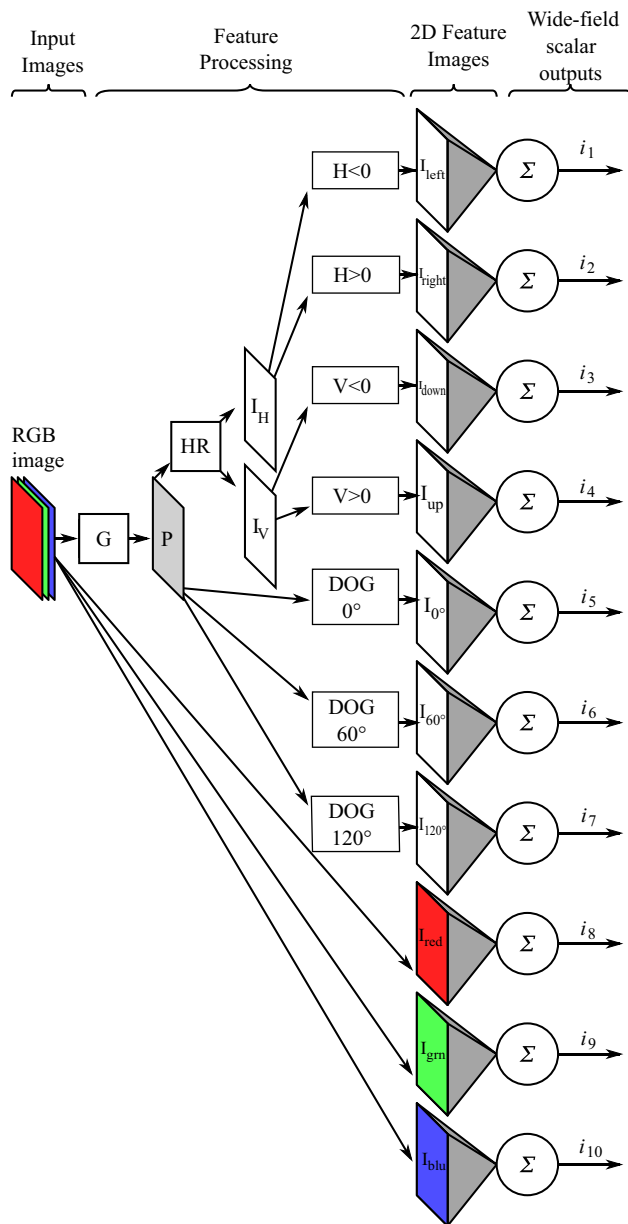 Input
Images
Feature
Processing
2D Feature
Images
Wide-field
scalar
outputs
H<0
I_left
Σ
i_1
H>0
I_right
Σ
i_2
I_H
V<0
I_down
Σ
i_3
RGB
image
HR
V>0
I_up
Σ
i_4
G
P
I_V
DOG
0°
I_0°
Σ
i_5
DOG
60°
I_60°
Σ
i_6
DOG
120°
I_120°
Σ
i_7
I_red
Σ
i_8
I_grn
Σ
i_9
I_blu
Σ
i_10